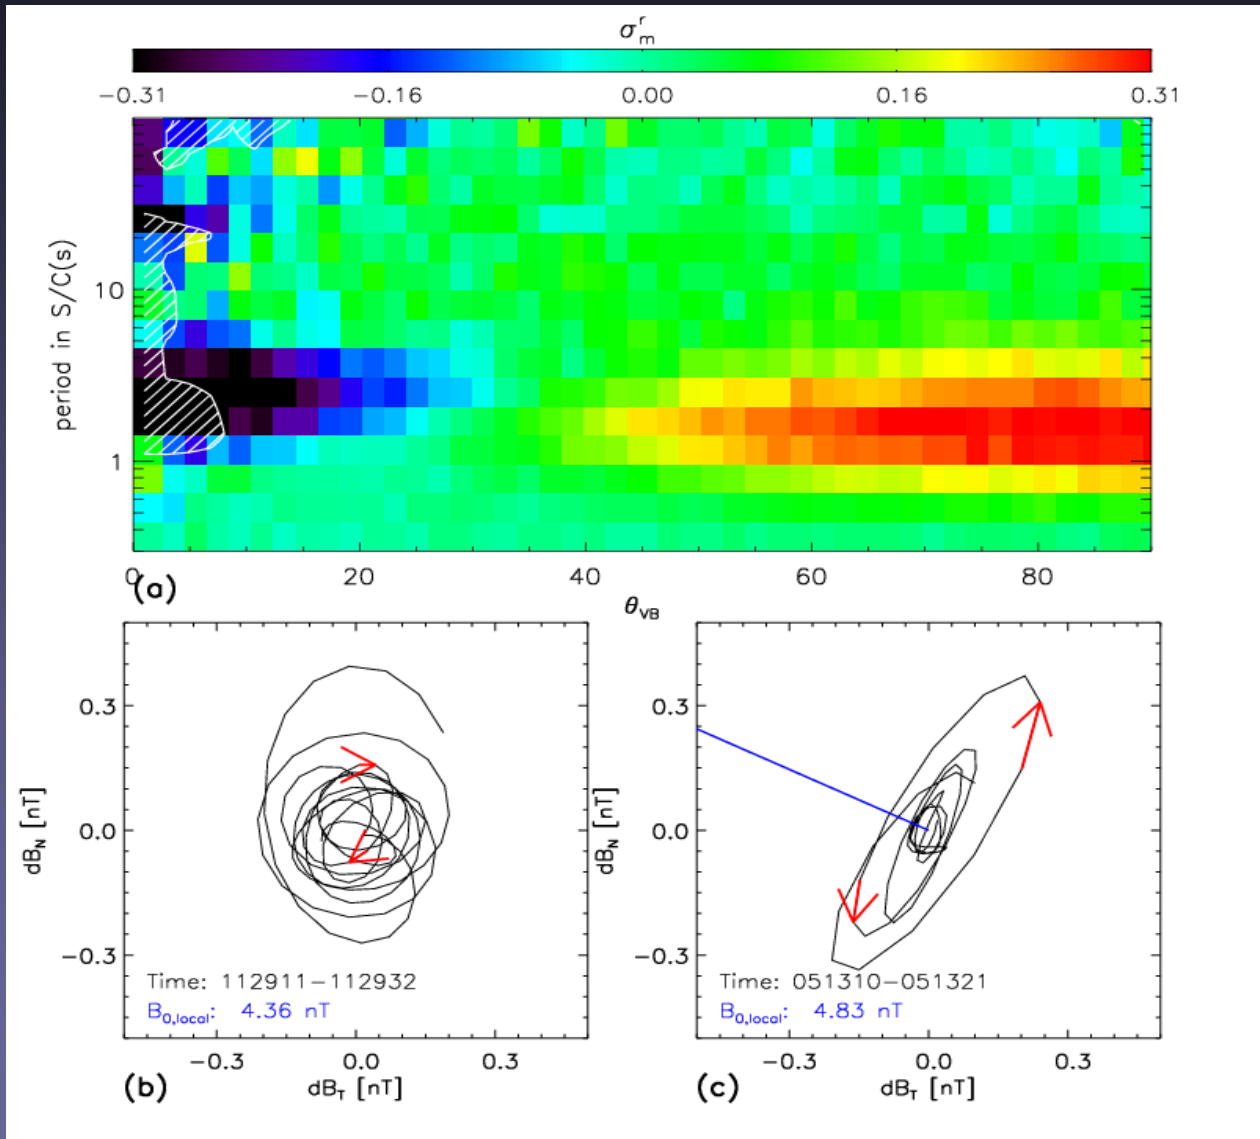 σ_m^r
−0.31 −0.16 0.00 0.16 0.31
period in S/C(s)
10
1
0 20 40 60 80
(a)
θ_VB
dB_N [nT]
0.3
0.0
−0.3
Time: 112911−112932
B_0,local: 4.36 nT
−0.3 0.0 0.3
(b)
dB_T [nT]
dB_N [nT]
0.3
0.0
−0.3
Time: 051310−051321
B_0,local: 4.83 nT
−0.3 0.0 0.3
(c)
dB_T [nT]